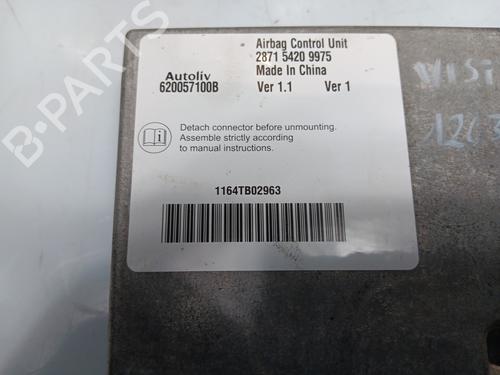 Airbag Control Unit
2871 5420 9975
Made In China
Autoliv
620057100B
Ver 1.1 Ver 1
Detach connector before unmounting.
Assemble strictly according
to manual instructions.
1164TB02963
B-PARTS